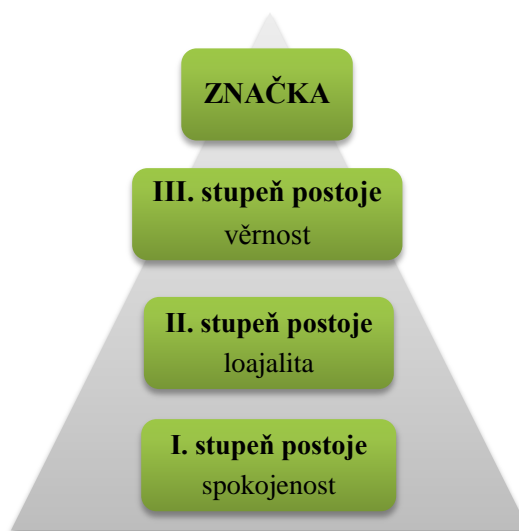 ZNAČKA
III. stupeň postoje
věrnost
II. stupeň postoje
loajalita
I. stupeň postoje
spokojenost